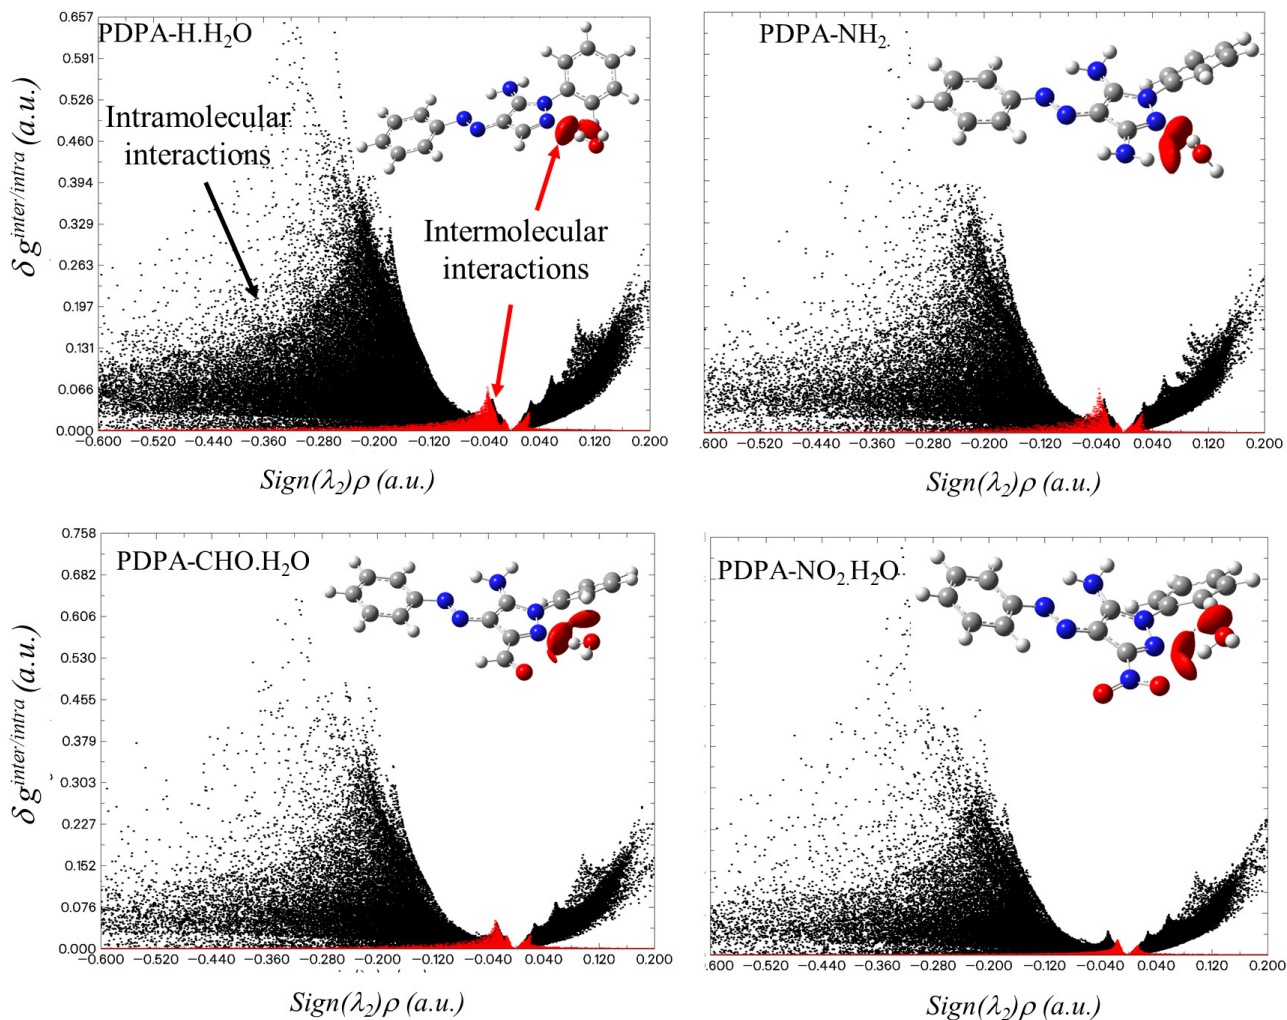 PDPA-H.H₂O
Intramolecular
interactions
Intermolecular
interactions
δ g^inter/intra (a.u.)
0.657
0.591
0.526
0.460
0.394
0.329
0.263
0.197
0.131
0.066
0.000
−0.600 −0.520 −0.440 −0.360 −0.280 −0.200 −0.120 −0.040 0.040 0.120 0.200
Sign(λ₂)ρ (a.u.)
PDPA-NH₂.
.600 −0.520 −0.440 −0.360 −0.280 −0.200 −0.120 −0.040 0.040 0.120 0.200
Sign(λ₂)ρ (a.u.)
PDPA-CHO.H₂O
δ g^inter/intra (a.u.)
0.758
0.682
0.606
0.530
0.455
0.379
0.303
0.227
0.152
0.076
0.000
−0.600 −0.520 −0.440 −0.360 −0.280 −0.200 −0.120 −0.040 0.040 0.120 0.200
Sign(λ₂)ρ (a.u.)
PDPA-NO₂.H₂O
.600 −0.520 −0.440 −0.360 −0.280 −0.200 −0.120 −0.040 0.040 0.120 0.200
Sign(λ₂)ρ (a.u.)